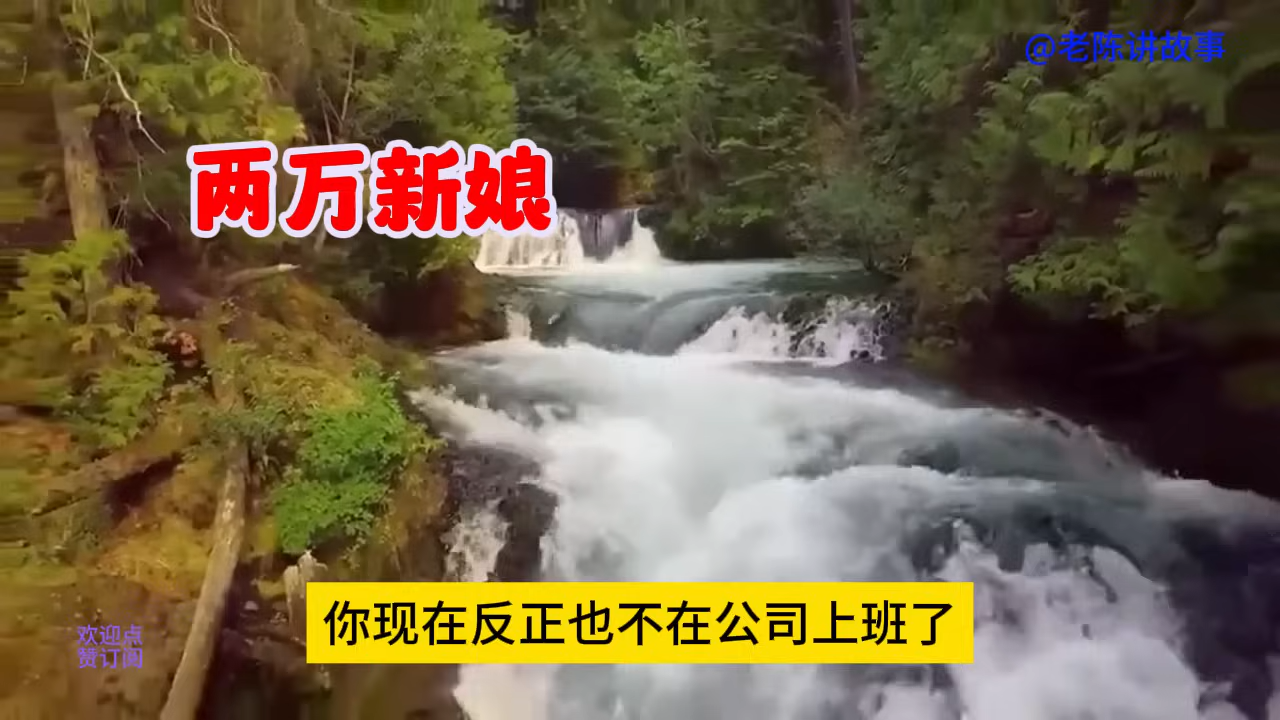 @老陈讲故事
两万新娘
欢迎点
赞订阅
你现在反正也不在公司上班了